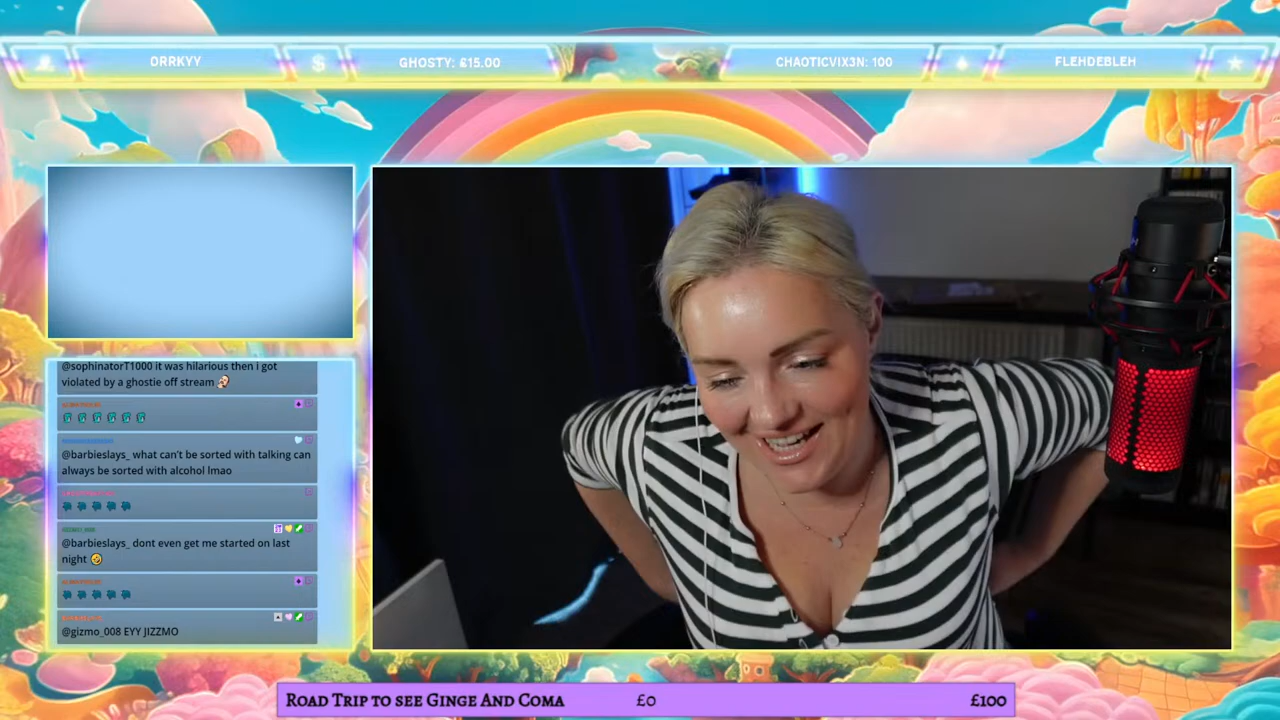 DRRKYY
GHOSTY: £15.00
CHAOTICVIX3N: 100
FLEHDEBLEH
@sophinatorT1000 it was hilarious then i got
violated by a ghostie off stream
@barbieslays_ what can't be sorted with talking can
always be sorted with alcohol lmao
@barbieslays_ dont even get me started on last
night
@gizmo_008 EYY JIZZMO
ROAD TRIP TO SEE GINGE AND COMA £0 £100